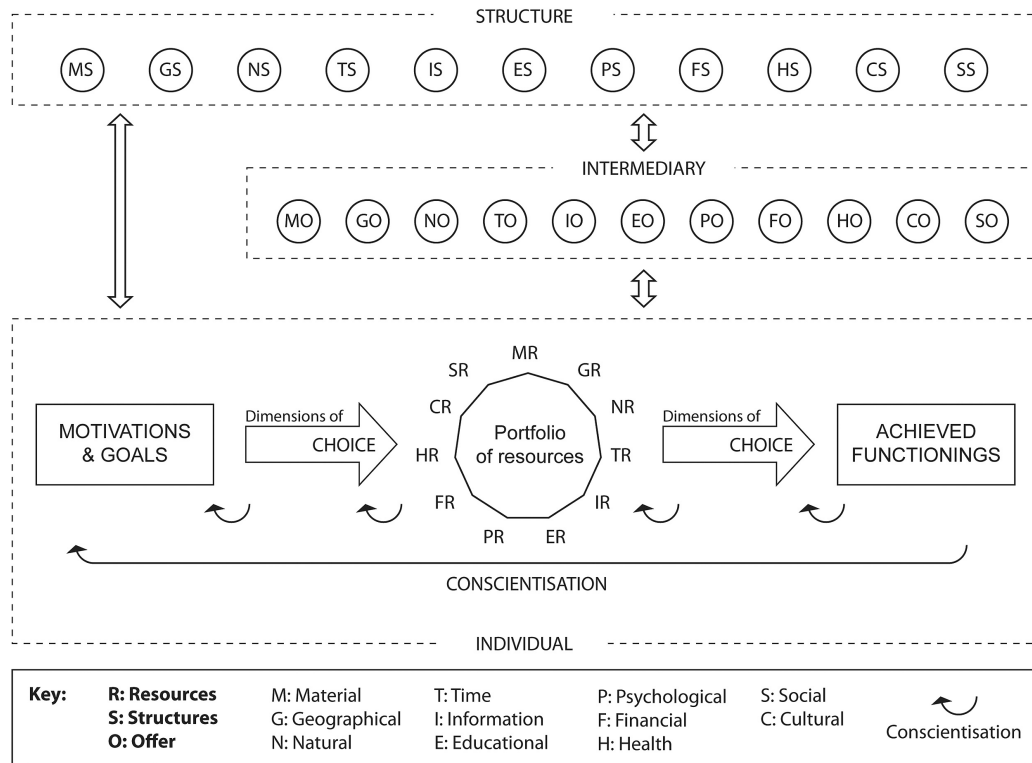 STRUCTURE
MS GS NS TS IS ES PS FS HS CS SS
INTERMEDIARY
MO GO NO TO IO EO PO FO HO CO SO
MOTIVATIONS
& GOALS
Dimensions of
CHOICE
MR
GR
NR
TR
IR
ER
PR
FR
HR
CR
SR
Portfolio
of resources
Dimensions of
CHOICE
ACHIEVED
FUNCTIONINGS
CONSCIENTISATION
INDIVIDUAL
Key:
R: Resources
S: Structures
O: Offer
M: Material
G: Geographical
N: Natural
T: Time
I: Information
E: Educational
P: Psychological
F: Financial
H: Health
S: Social
C: Cultural
Conscientisation